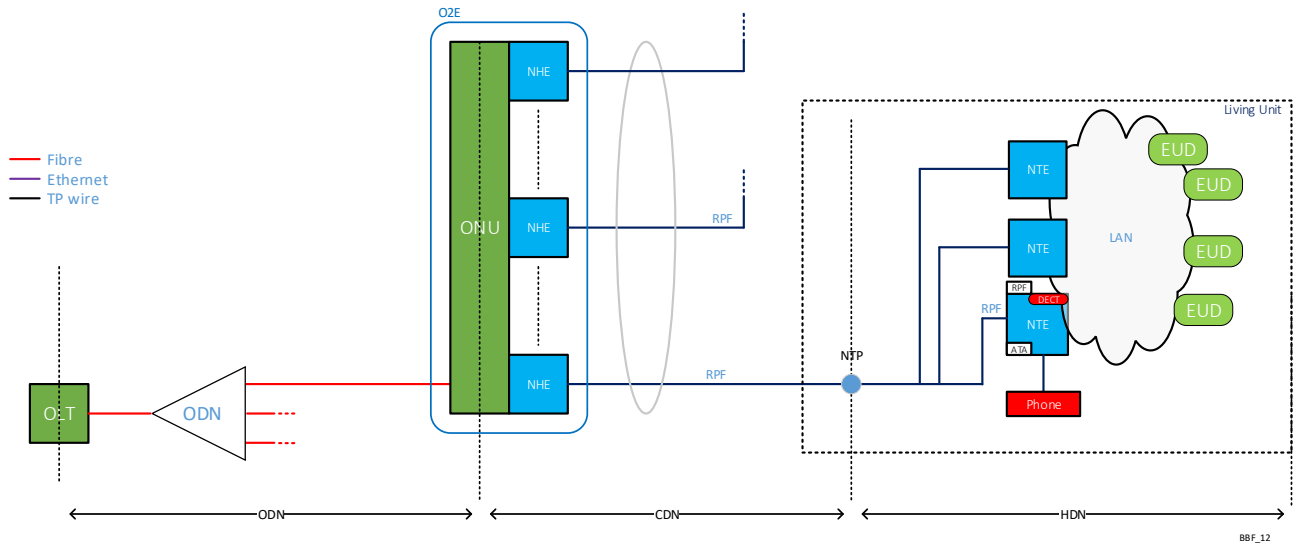 O2E
NHE
Living Unit
EUD
Fibre
NTE
Ethernet
EUD
TP wire
RPF
ONU
NHE
LAN
NTE
EUD
RPF
DECT
RPF
NTE
EUD
ATA
NTP
RPF
NHE
OLT
ODN
Phone
ODN
CDN
HDN
BBF_12